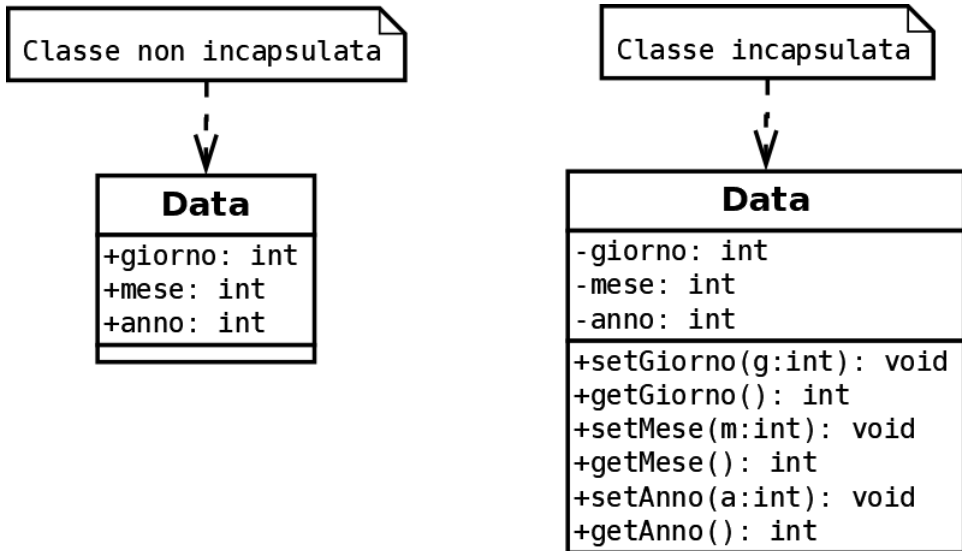 Classe non incapsulata
Data
+giorno: int
+mese: int
+anno: int
Classe incapsulata
Data
-giorno: int
-mese: int
-anno: int
+setGiorno(g:int): void
+getGiorno(): int
+setMese(m:int): void
+getMese(): int
+setAnno(a:int): void
+getAnno(): int